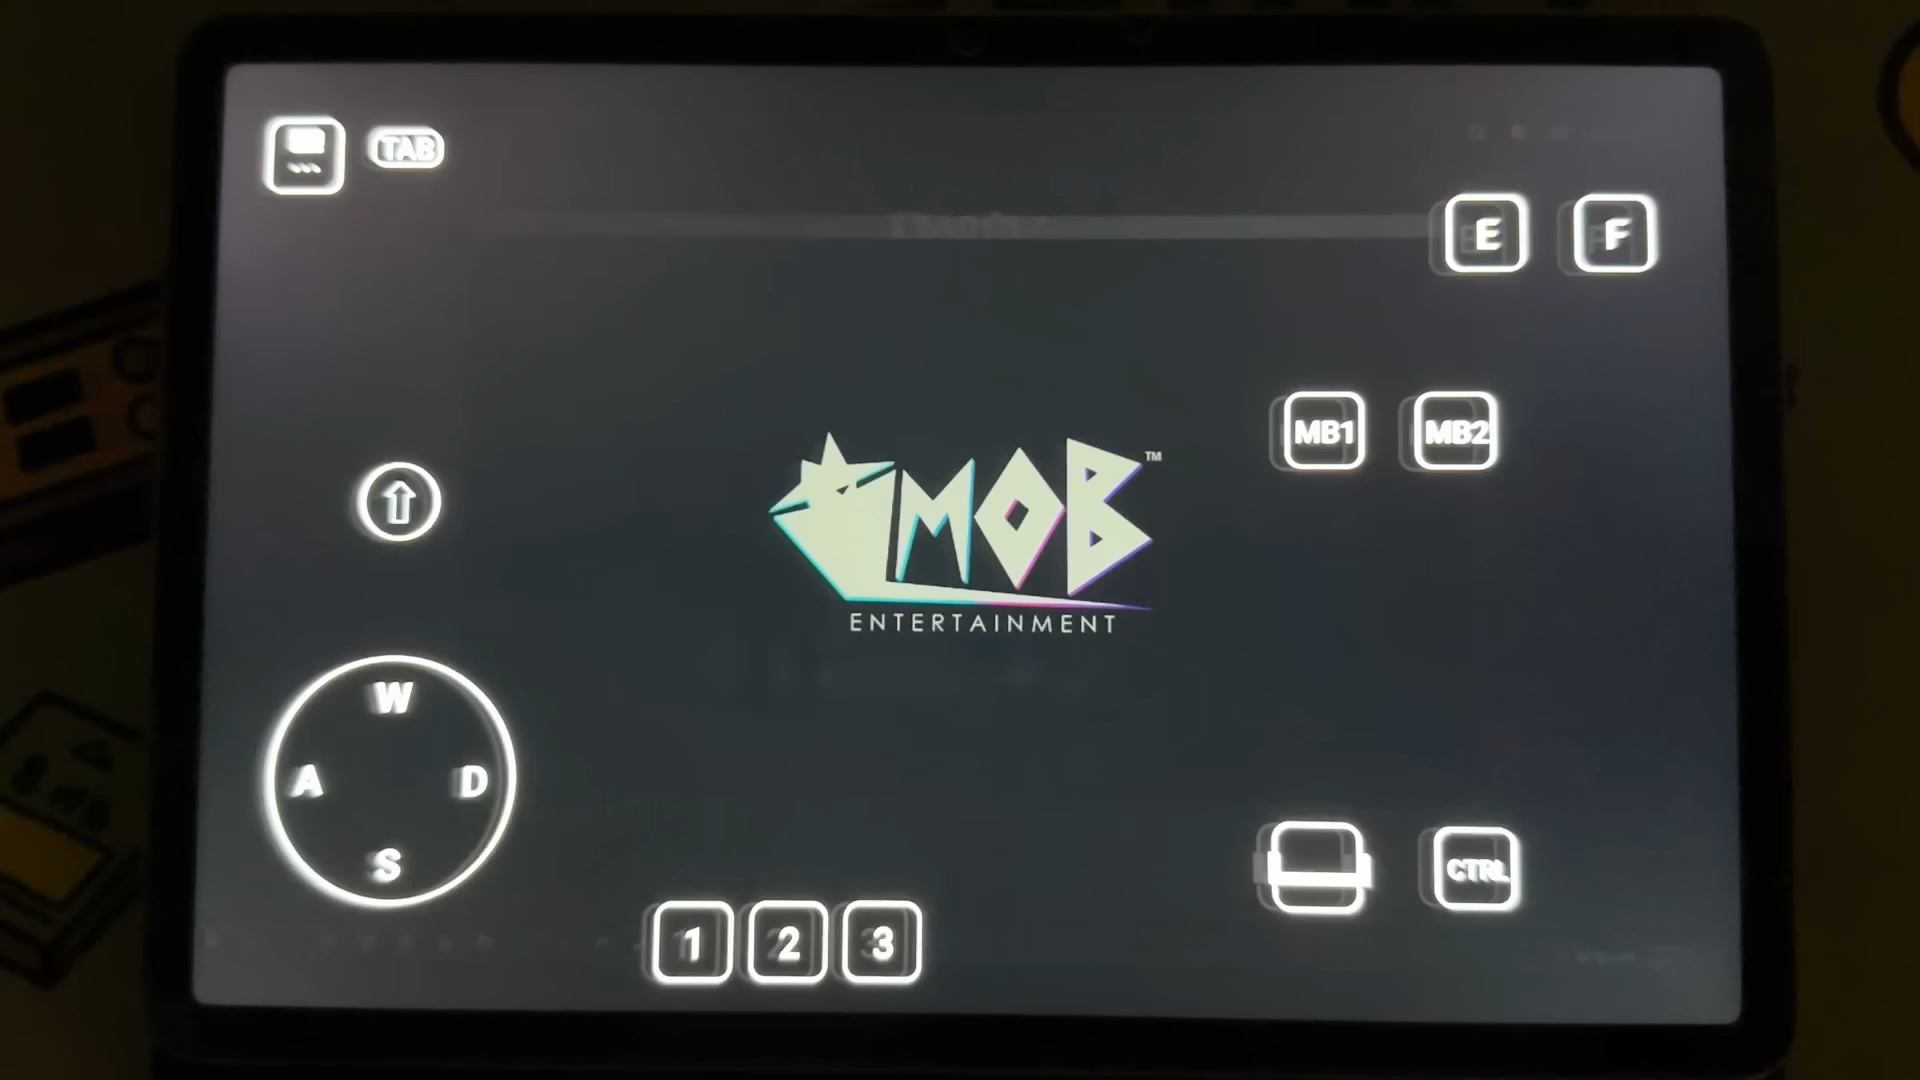 TAB
E F
MB1 MB2
MOB™
ENTERTAINMENT
W
A D
S
CTRL
1 2 3